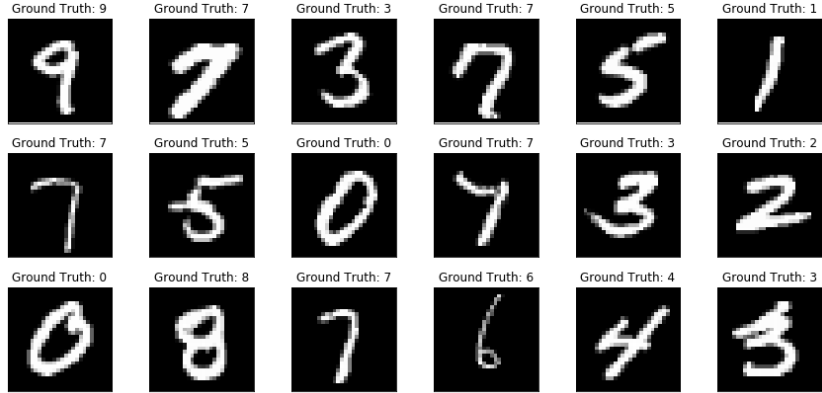 Ground Truth: 9 Ground Truth: 7 Ground Truth: 3 Ground Truth: 7 Ground Truth: 5 Ground Truth: 1
9 7 3 7 5 1
Ground Truth: 7 Ground Truth: 5 Ground Truth: 0 Ground Truth: 7 Ground Truth: 3 Ground Truth: 2
7 5 0 7 3 2
Ground Truth: 0 Ground Truth: 8 Ground Truth: 7 Ground Truth: 6 Ground Truth: 4 Ground Truth: 3
0 8 7 6 4 3